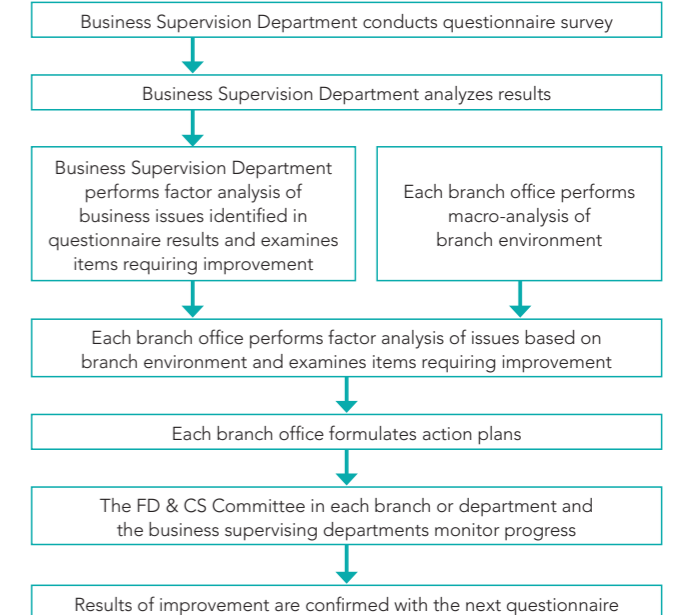 Business Supervision Department conducts questionnaire survey
Business Supervision Department analyzes results
Business Supervision Department
performs factor analysis of
business issues identified in
questionnaire results and examines
items requiring improvement
Each branch office performs
macro-analysis of
branch environment
Each branch office performs factor analysis of issues based on
branch environment and examines items requiring improvement
Each branch office formulates action plans
The FD & CS Committee in each branch or department and
the business supervising departments monitor progress
Results of improvement are confirmed with the next questionnaire